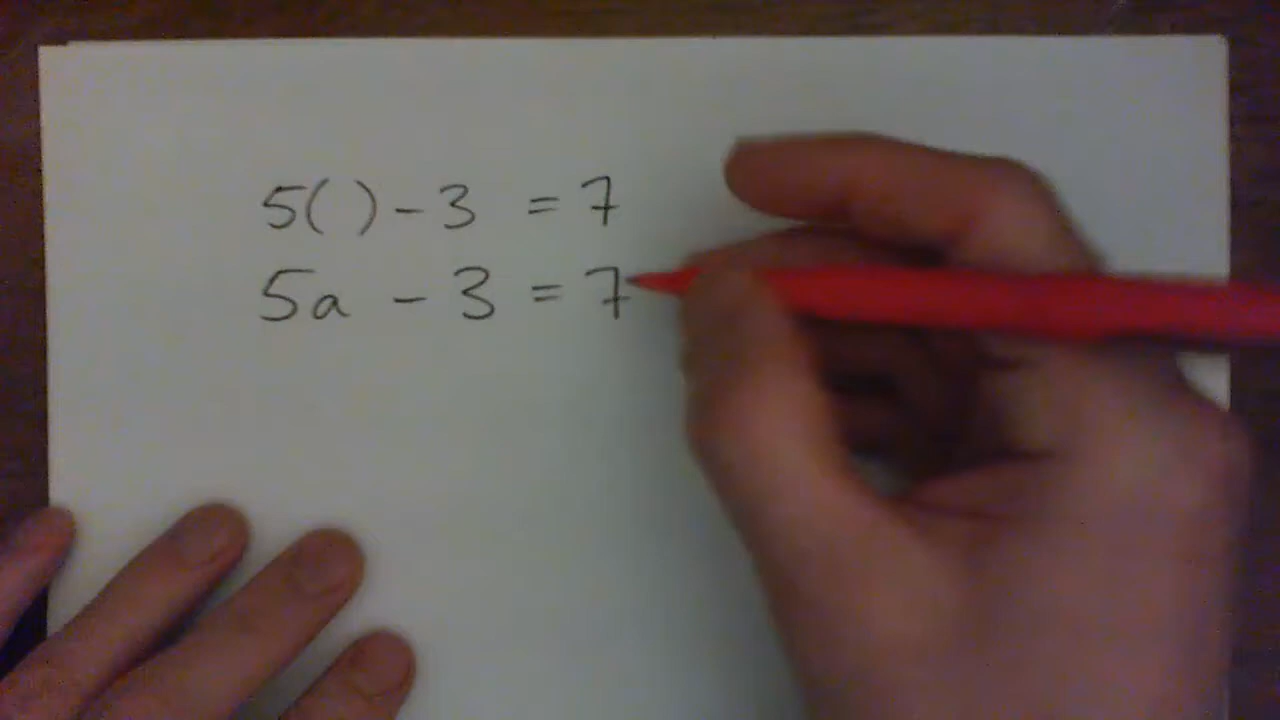 5( ) - 3 = 7
5a - 3 = 7